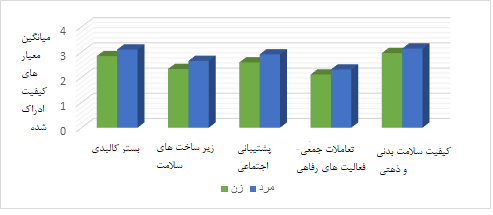 میانگین
معیار
های
کیفیت
ادراک
شده
4
3
2
1
0
بستر کالبدی
زیر ساخت های
سلامت
پشتیبانی
اجتماعی
تعاملات جمعی-
فعالیت های رفاهی
کیفیت سلامت بدنی
و ذهتی
زن
مرد